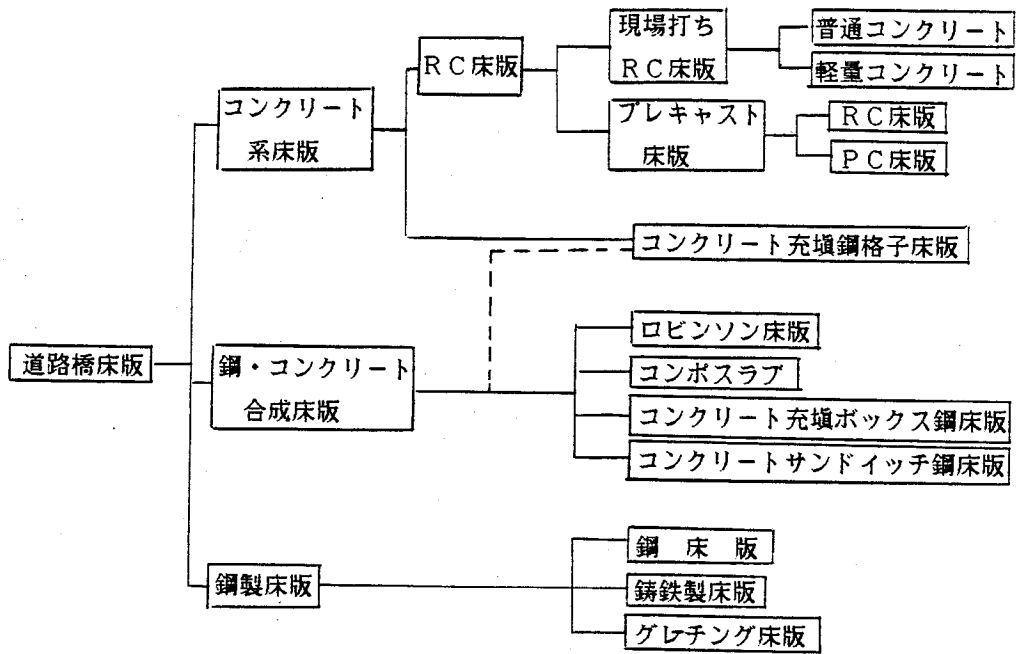 道路橋床版
コンクリート
系床版
RC床版
現場打ち
RC床版
普通コンクリート
軽量コンクリート
プレキャスト
床版
RC床版
PC床版
コンクリート充塡鋼格子床版
鋼・コンクリート
合成床版
ロビンソン床版
コンポスラブ
コンクリート充塡ボックス鋼床版
コンクリートサンドイッチ鋼床版
鋼製床版
鋼 床 版
鋳鉄製床版
グレチング床版